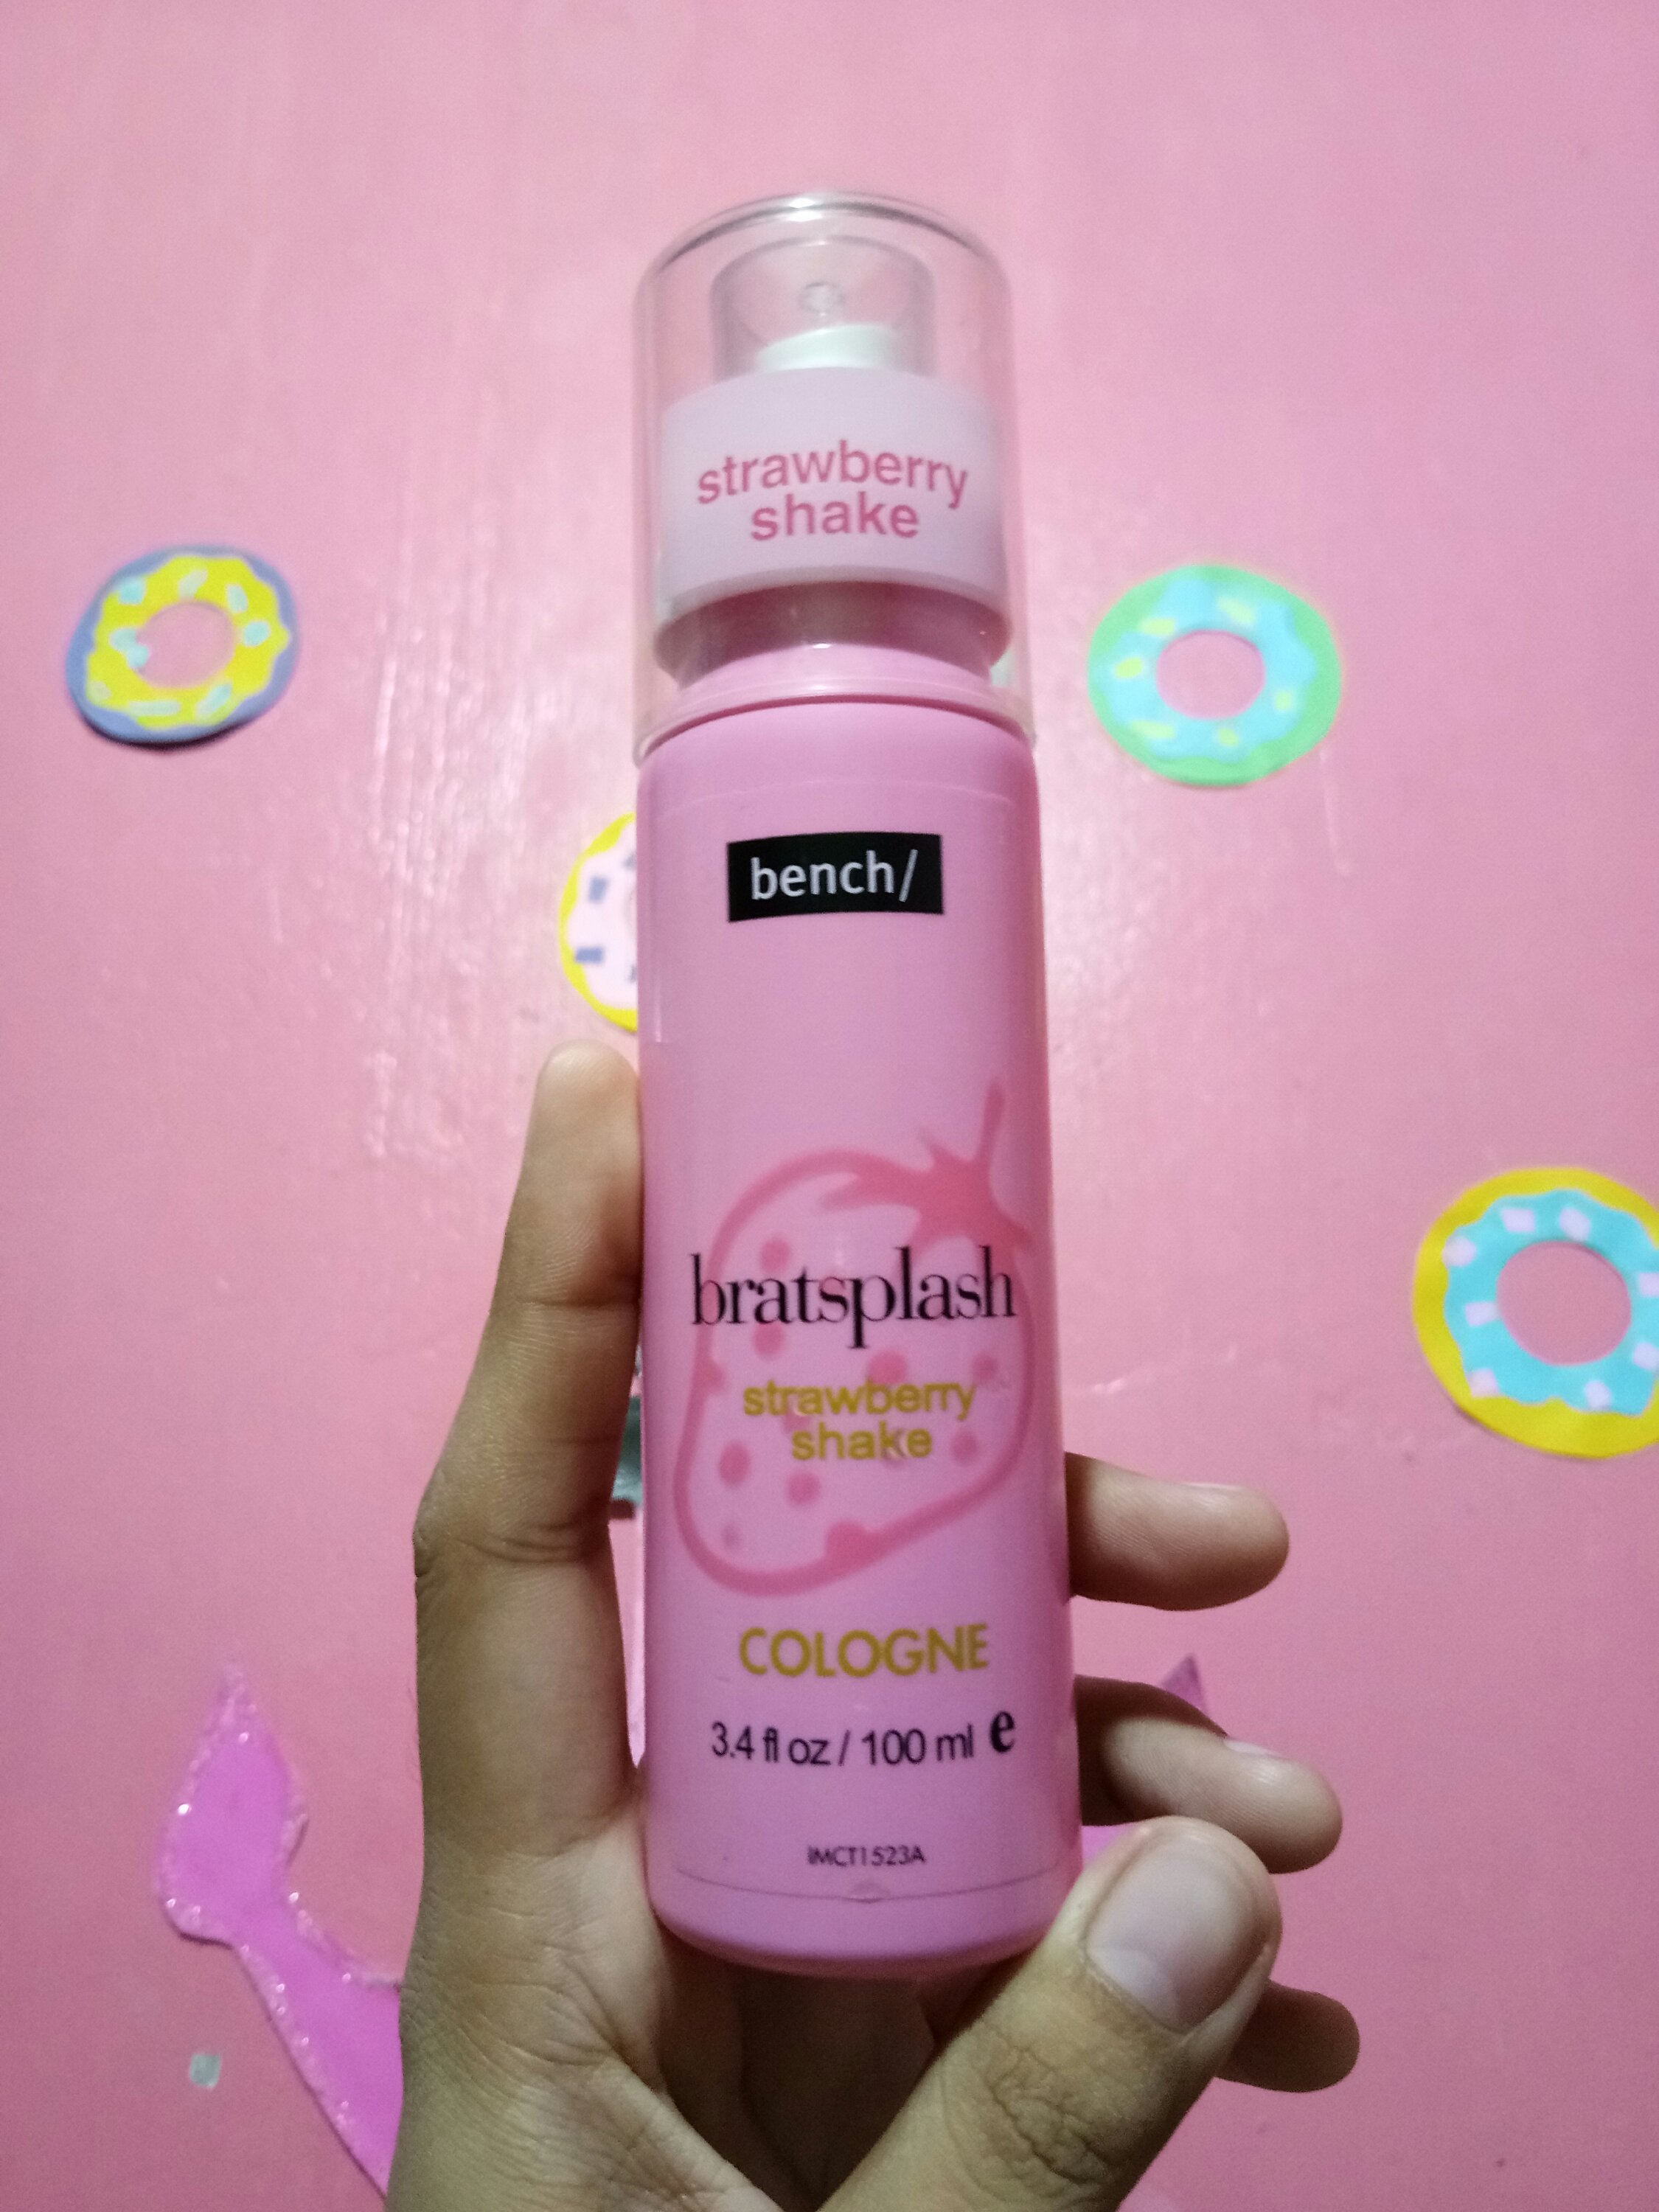 strawberry
shake
bench/
bratsplash
strawberry
shake
COLOGNE
3.4 fl oz / 100 ml e
IMCT1523A